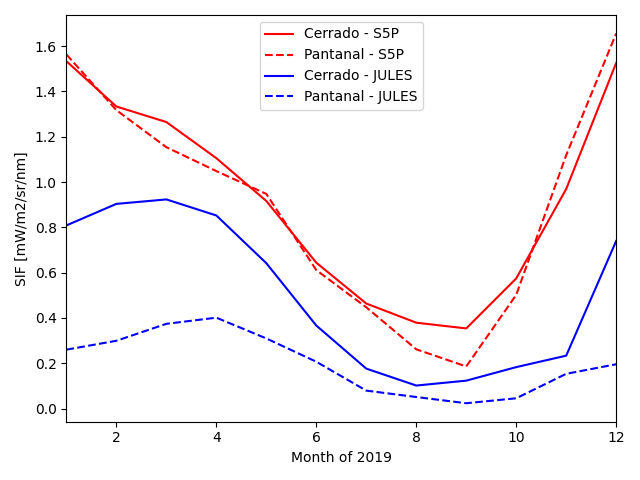 Cerrado - S5P
Pantanal - S5P
Cerrado - JULES
Pantanal - JULES
SIF [mW/m2/sr/nm]
1.6
1.4
1.2
1.0
0.8
0.6
0.4
0.2
0.0
2 4 6 8 10 12
Month of 2019